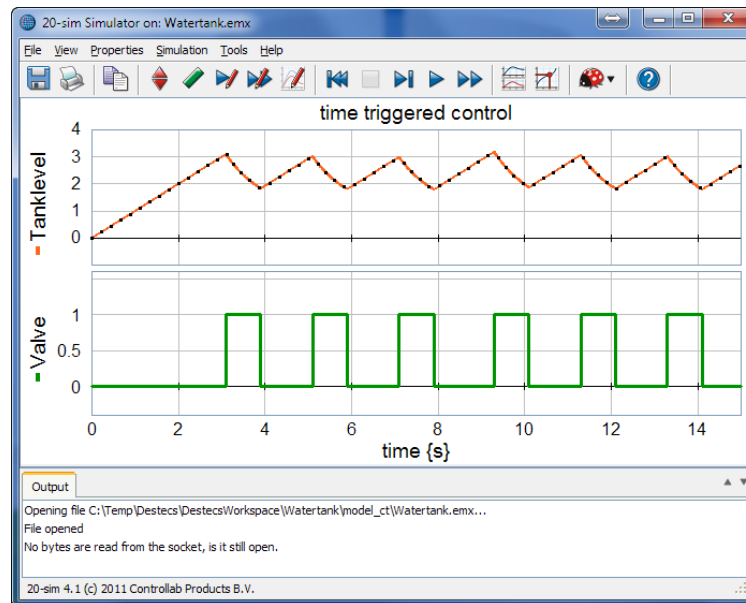 20-sim Simulator on: Watertank.emx
File View Properties Simulation Tools Help
time triggered control
4
3
2
1
0
Tanklevel
1
0.5
0
Valve
0 2 4 6 8 10 12 14
time {s}
Output
Opening file C:\Temp\Destecs\DestecsWorkspace\Watertank\model_ct\Watertank.emx...
File opened
No bytes are read from the socket, is it still open.
20-sim 4.1 (c) 2011 Controllab Products B.V.